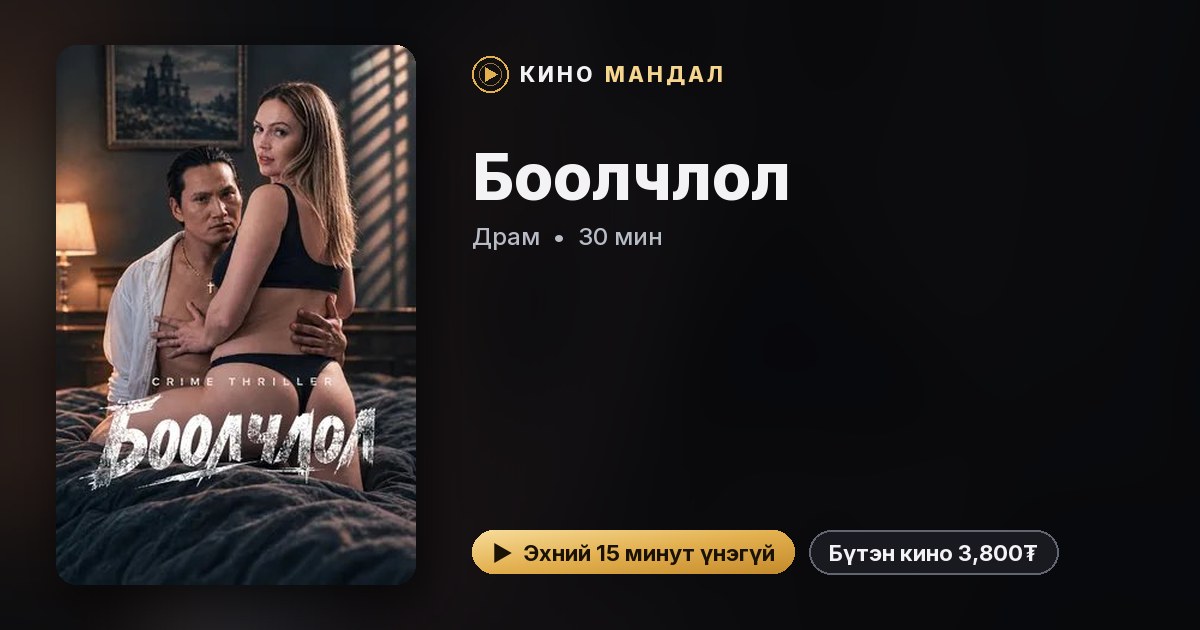 CRIME THRILLER
Боолчлол
КИНО МАНДАЛ
Боолчлол
Драм • 30 мин
▶ Эхний 15 минут үнэгүй
Бүтэн кино 3,800₮